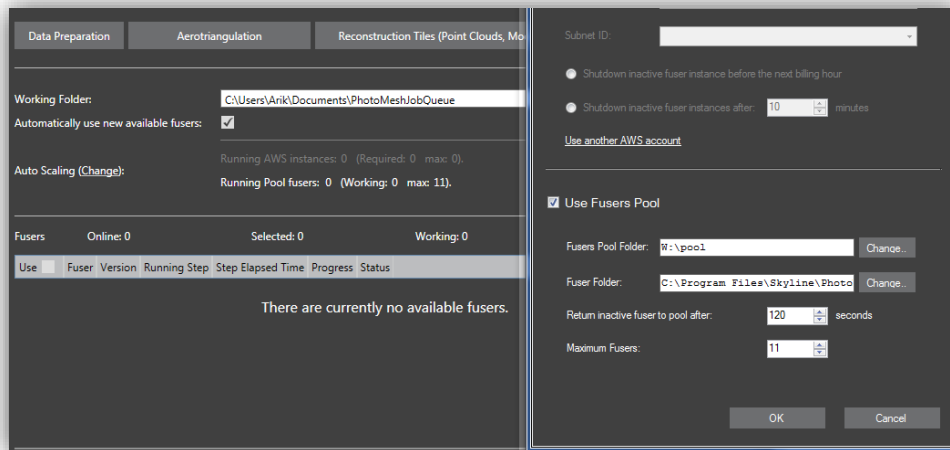 Data Preparation
Aerotriangulation
Reconstruction Tiles (Point Clouds, Mo
Working Folder:
C:\Users\Arik\Documents\PhotoMeshJobQueue
Automatically use new available fusers:
Running AWS instances: 0 (Required: 0 max: 0).
Auto Scaling (Change):
Running Pool fusers: 0 (Working: 0 max: 11).
Fusers Online: 0 Selected: 0 Working: 0
Use Fuser Version Running Step Step Elapsed Time Progress Status
There are currently no available fusers.
Subnet ID:
Shutdown inactive fuser instance before the next billing hour
Shutdown inactive fuser instances after: 10 minutes
Use another AWS account
Use Fusers Pool
Fusers Pool Folder: W:\pool Change...
Fuser Folder: C:\Program Files\Skyline\Photo Change...
Return inactive fuser to pool after: 120 seconds
Maximum Fusers: 11
OK Cancel